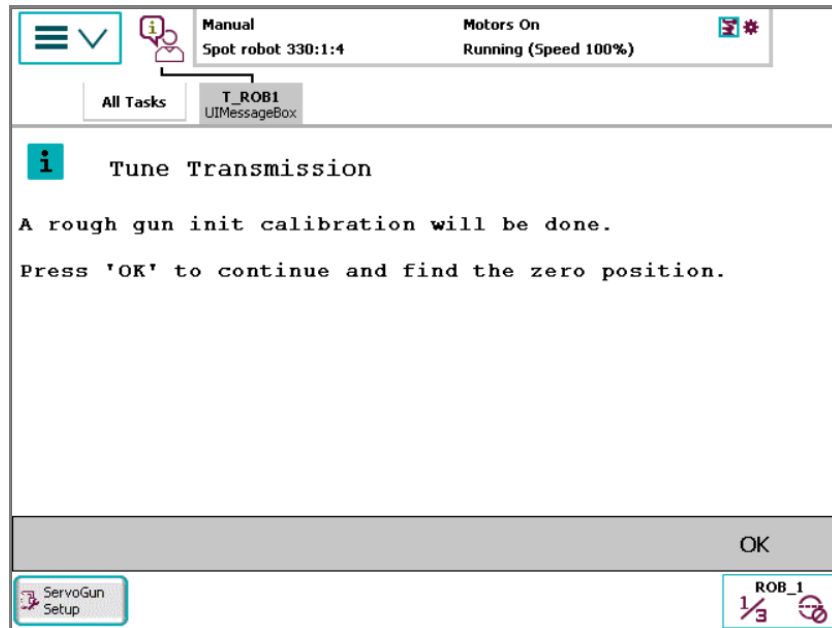 Manual
Spot robot 330:1:4
Motors On
Running (Speed 100%)
All Tasks
T_ROB1
UIMessageBox
i Tune Transmission
A rough gun init calibration will be done.
Press 'OK' to continue and find the zero position.
OK
ServoGun
Setup
ROB_1
1/3